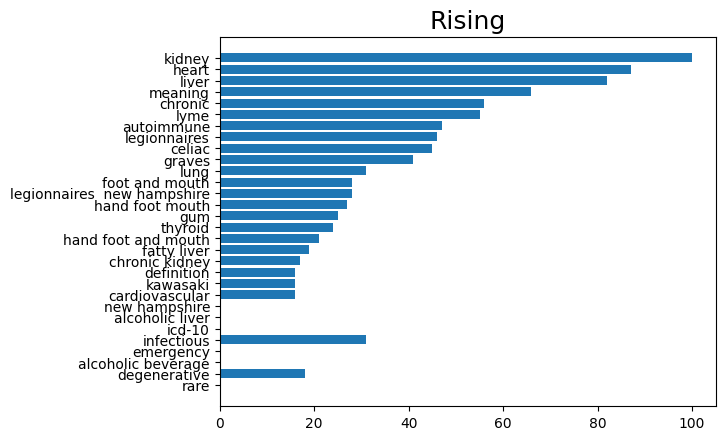 Rising
kidney
heart
liver
meaning
chronic
lyme
autoimmune
legionnaires
celiac
graves
lung
foot and mouth
legionnaires  new hampshire
hand foot mouth
gum
thyroid
hand foot and mouth
fatty liver
chronic kidney
definition
kawasaki
cardiovascular
new hampshire
alcoholic liver
icd-10
infectious
emergency
alcoholic beverage
degenerative
rare
0 20 40 60 80 100